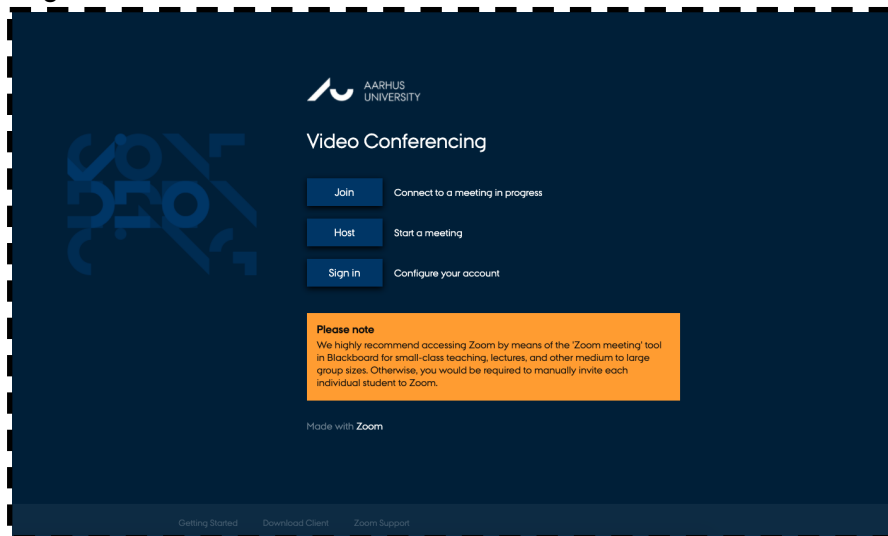 AARHUS
UNIVERSITY
Video Conferencing
Join Connect to a meeting in progress
Host Start a meeting
Sign in Configure your account
Please note
We highly recommend accessing Zoom by means of the 'Zoom meeting' tool
in Blackboard for small-class teaching, lectures, and other medium to large
group sizes. Otherwise, you would be required to manually invite each
individual student to Zoom.
Made with Zoom
Getting Started Download Client Zoom Support